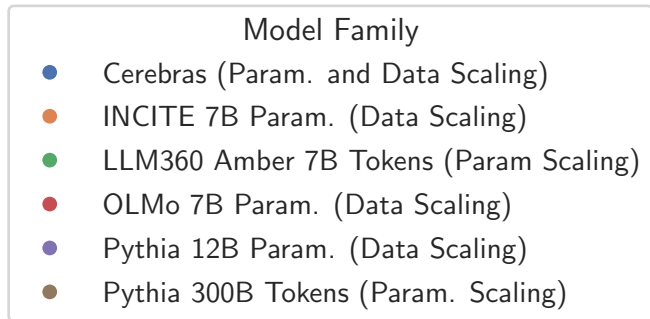 Model Family
Cerebras (Param. and Data Scaling)
INCITE 7B Param. (Data Scaling)
LLM360 Amber 7B Tokens (Param Scaling)
OLMo 7B Param. (Data Scaling)
Pythia 12B Param. (Data Scaling)
Pythia 300B Tokens (Param. Scaling)